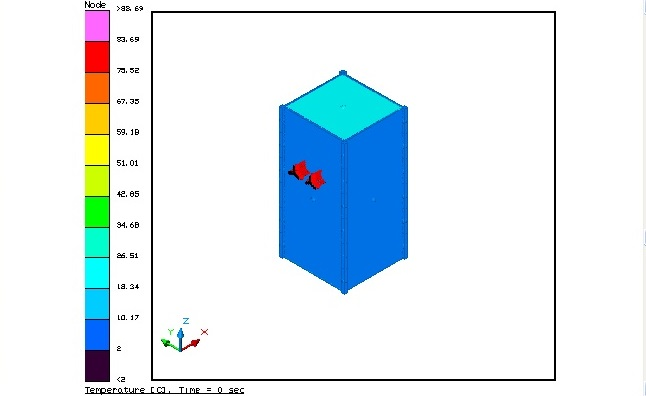 Node
>83.69
83.69
75.52
67.35
59.18
51.01
42.85
34.68
26.51
18.34
10.17
2
<2
Z
Y
X
Temperature [C], Time = 0 sec